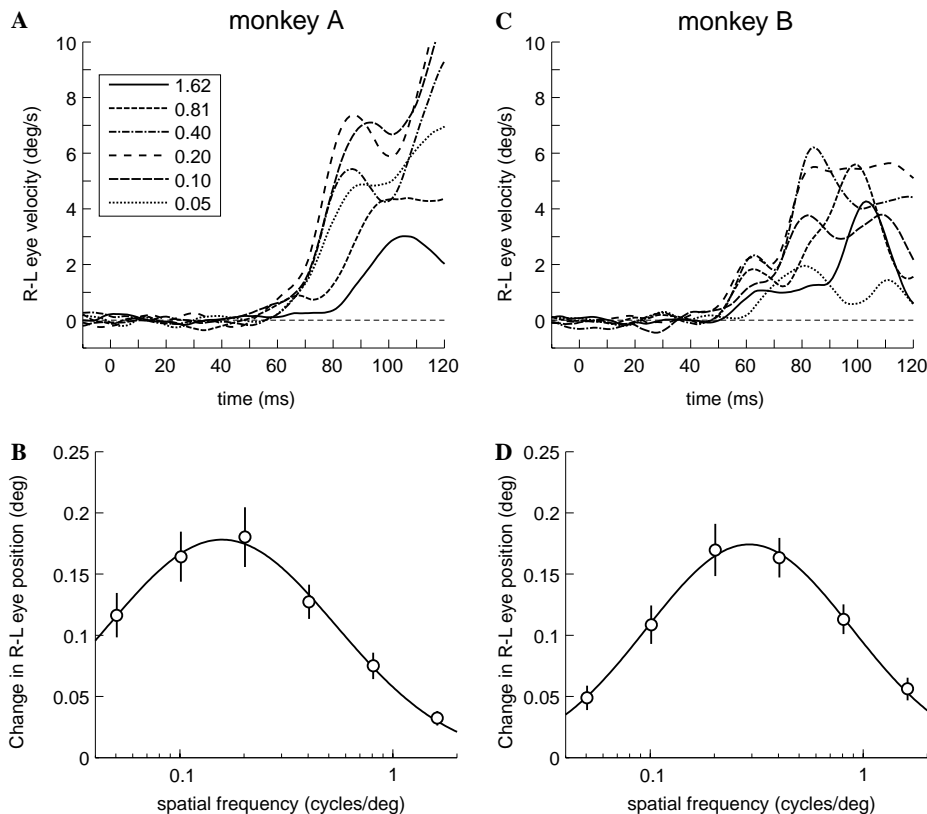 A
monkey A
10
8
6
4
2
0
R-L eye velocity (deg/s)
1.62
0.81
0.40
0.20
0.10
0.05
0 20 40 60 80 100 120
time (ms)
C
monkey B
10
8
6
4
2
0
R-L eye velocity (deg/s)
0 20 40 60 80 100 120
time (ms)
B
0.25
0.2
0.15
0.1
0.05
0
Change in R-L eye position (deg)
0.1 1
spatial frequency (cycles/deg)
D
0.25
0.2
0.15
0.1
0.05
0
Change in R-L eye position (deg)
0.1 1
spatial frequency (cycles/deg)